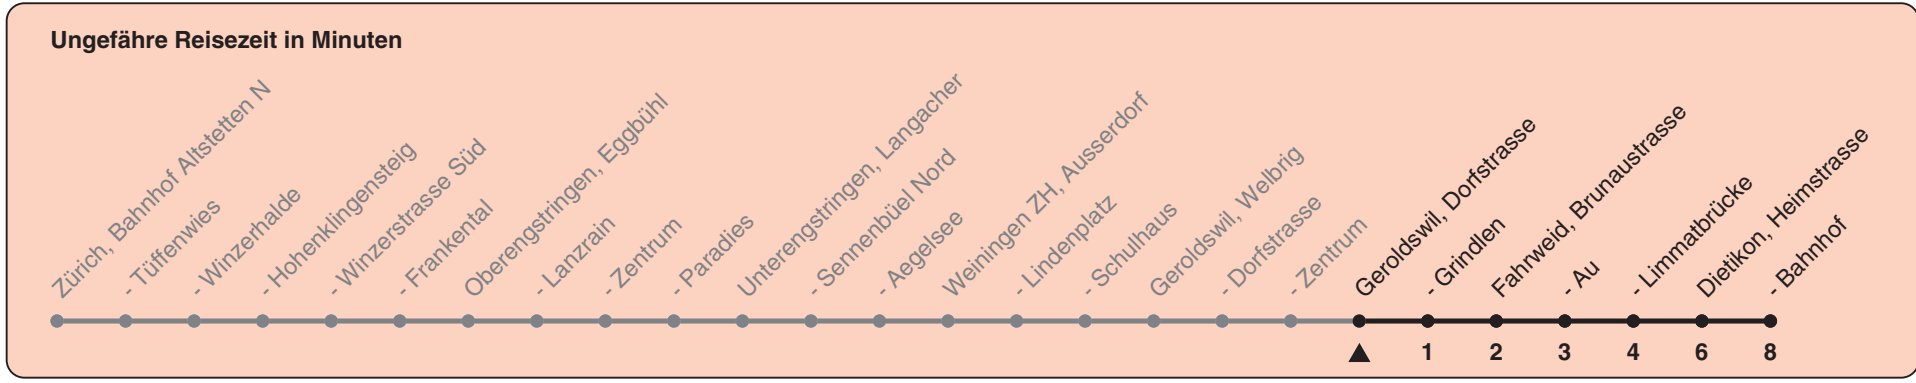 Ungefähre Reisezeit in Minuten
Zürich, Bahnhof Altstetten N
- Tüffenwies
- Winzerhalde
- Hohenklingensteig
- Winzerstrasse Süd
- Frankental
Oberengstringen, Eggbühl
- Lanzrain
- Zentrum
- Paradies
Unterengstringen, Langacher
- Sennenbüel Nord
- Aegelsee
Weiningen ZH, Ausserdorf
- Lindenplatz
- Schulhaus
Geroldswil, Welbrig
- Dorfstrasse
- Zentrum
Geroldswil, Dorfstrasse
- Grindlen
Fahrweid, Brunaustrasse
- Au
- Limmatbrücke
Dietikon, Heimstrasse
- Bahnhof
1 2 3 4 6 8